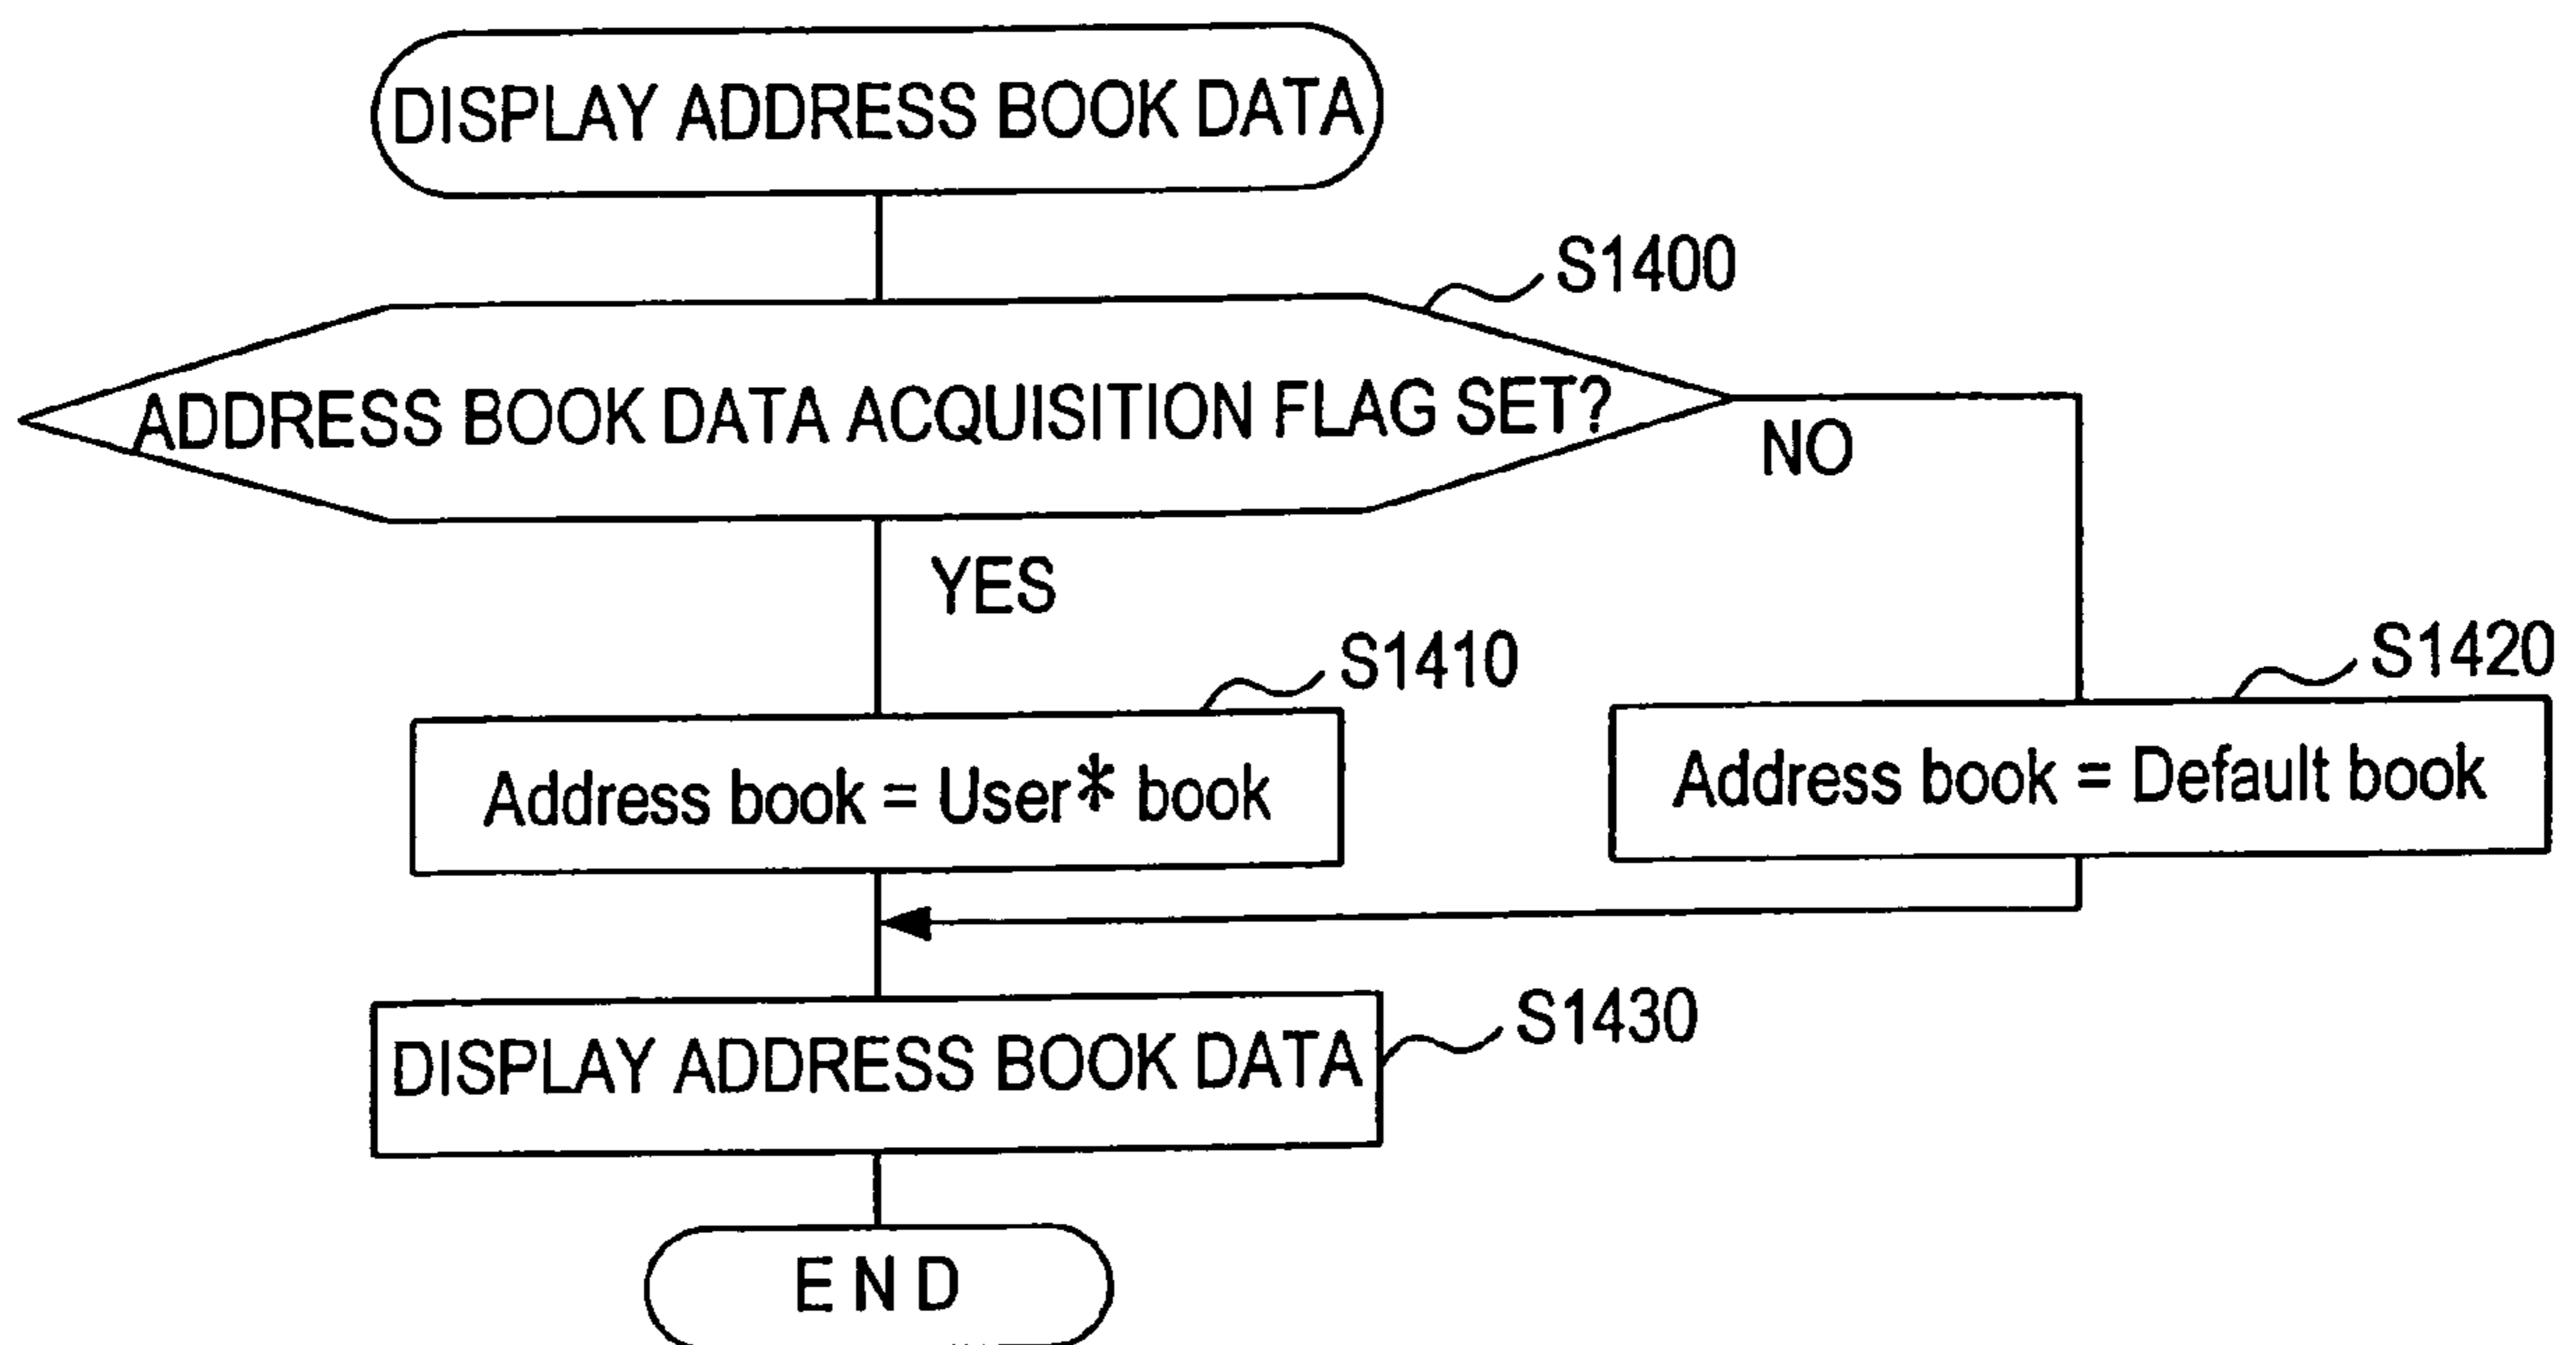 DISPLAY ADDRESS BOOK DATA
S1400
ADDRESS BOOK DATA ACQUISITION FLAG SET?
NO
YES
S1410
S1420
Address book = User* book
Address book = Default book
S1430
DISPLAY ADDRESS BOOK DATA
END